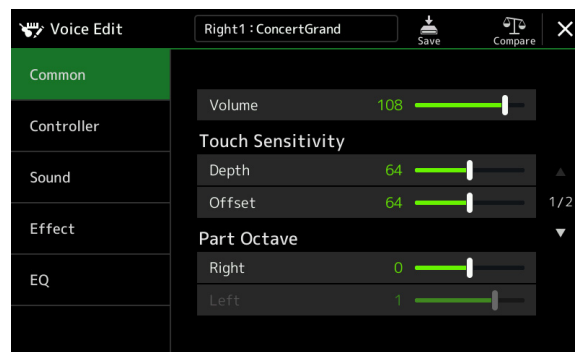 Voice Edit
Right1 : ConcertGrand
Save
Compare
Common
Controller
Sound
Effect
EQ
Volume 108
Touch Sensitivity
Depth 64
Offset 64
Part Octave
Right 0
Left 1
1/2